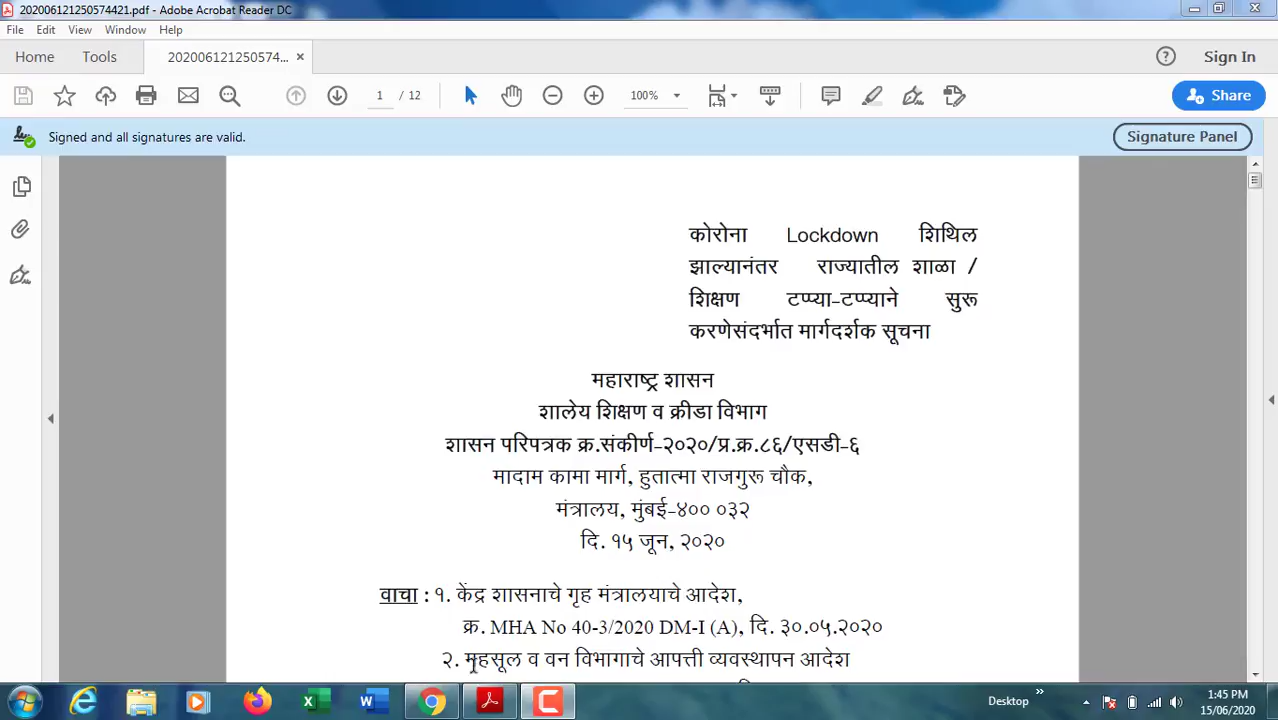 202006121250574421.pdf - Adobe Acrobat Reader DC
File Edit View Window Help
Home Tools 202006121250574... Sign In
1 / 12 100% Share
Signed and all signatures are valid. Signature Panel
कोरोना Lockdown शिथिल
झाल्यानंतर राज्यातील शाळा /
शिक्षण टप्प्या-टप्प्याने सुरू
करणेसंदर्भात मार्गदर्शक सूचना
महाराष्ट्र शासन
शालेय शिक्षण व क्रीडा विभाग
शासन परिपत्रक क्र.संकीर्ण-२०२०/प्र.क्र.८६/एसडी-६
मादाम कामा मार्ग, हुतात्मा राजगुरू चौक,
मंत्रालय, मुंबई-४०० ०३२
दि. १५ जून, २०२०
वाचा : १. केंद्र शासनाचे गृह मंत्रालयाचे आदेश,
क्र. MHA No 40-3/2020 DM-I (A), दि. ३०.०५.२०२०
२. महसूल व वन विभागाचे आपत्ती व्यवस्थापन आदेश
Desktop 1:45 PM
15/06/2020